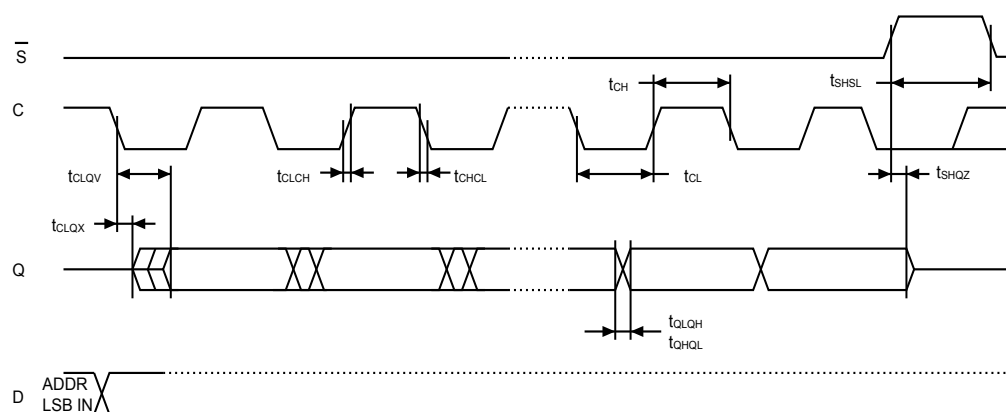 S̅
tCH
tSHSL
C
tCLQV
tCLCH
tCHCL
tCL
tSHQZ
tCLQX
Q
tQLQH
tQHQL
D
ADDR
LSB IN